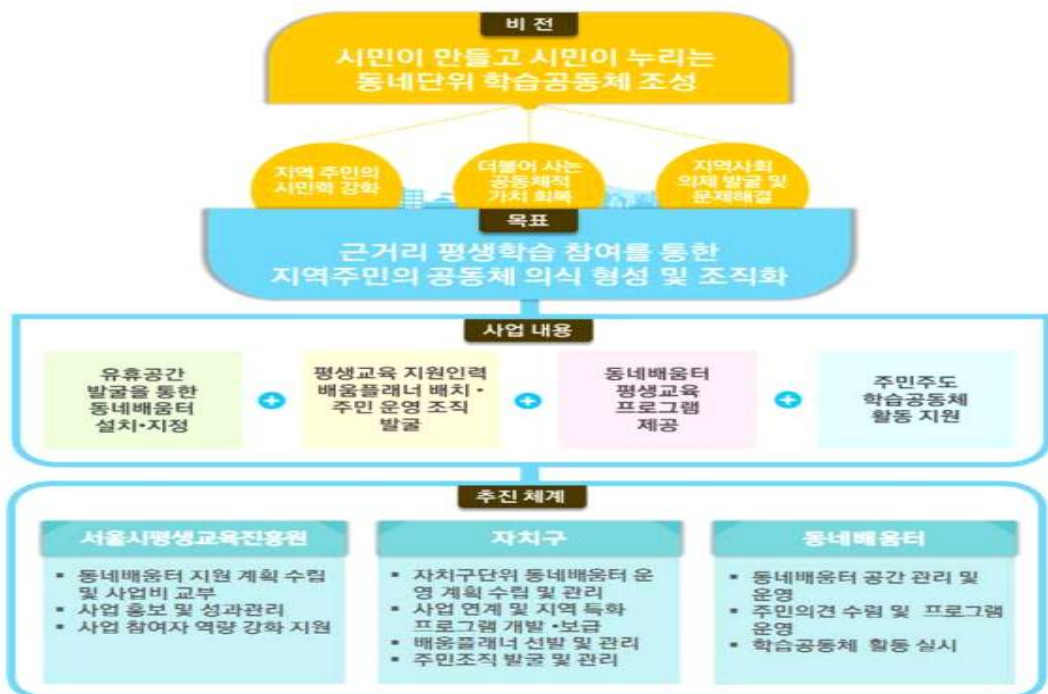 비 전
시민이 만들고 시민이 누리는
동네단위 학습공동체 조성
지역 주민의
시민력 강화
더불어 사는
공동체적
가치 회복
지역사회
의제 발굴 및
문제해결
목표
근거리 평생학습 참여를 통한
지역주민의 공동체 의식 형성 및 조직화
사업 내용
유휴공간
발굴을 통한
동네배움터
설치•지정
평생교육 지원인력
배움플래너 배치 •
주민 운영 조직
발굴
동네배움터
평생교육
프로그램
제공
주민주도
학습공동체
활동 지원
추진 체계
서울시평생교육진흥원
▪ 동네배움터 지원 계획 수립
및 사업비 교부
▪ 사업 홍보 및 성과관리
▪ 사업 참여자 역량 강화 지원
자치구
▪ 자치구단위 동네배움터 운
영 계획 수립 및 관리
▪ 사업 연계 및 지역 특화
프로그램 개발 •보급
▪ 배움플래너 선발 및 관리
▪ 주민조직 발굴 및 관리
동네배움터
▪ 동네배움터 공간 관리 및
운영
▪ 주민의견 수렴 및 프로그램
운영
▪ 학습공동체 활동 실시